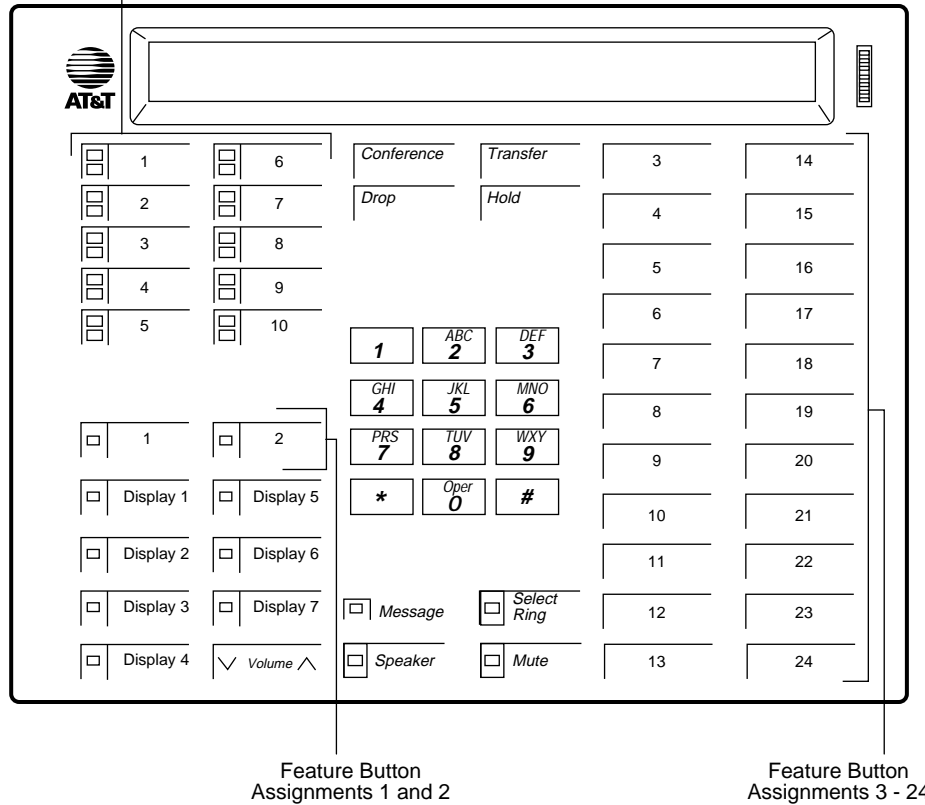 AT&T
1
6
2
7
3
8
4
9
5
10
Conference
Transfer
Drop
Hold
1
ABC
2
DEF
3
GHI
4
JKL
5
MNO
6
PRS
7
TUV
8
WXY
9
*
Oper
0
#
1
2
Display 1
Display 5
Display 2
Display 6
Display 3
Display 7
Display 4
Volume
Message
Select
Ring
Speaker
Mute
3
14
4
15
5
16
6
17
7
18
8
19
9
20
10
21
11
22
12
23
13
24
Feature Button
Assignments 1 and 2
Feature Button
Assignments 3 - 24